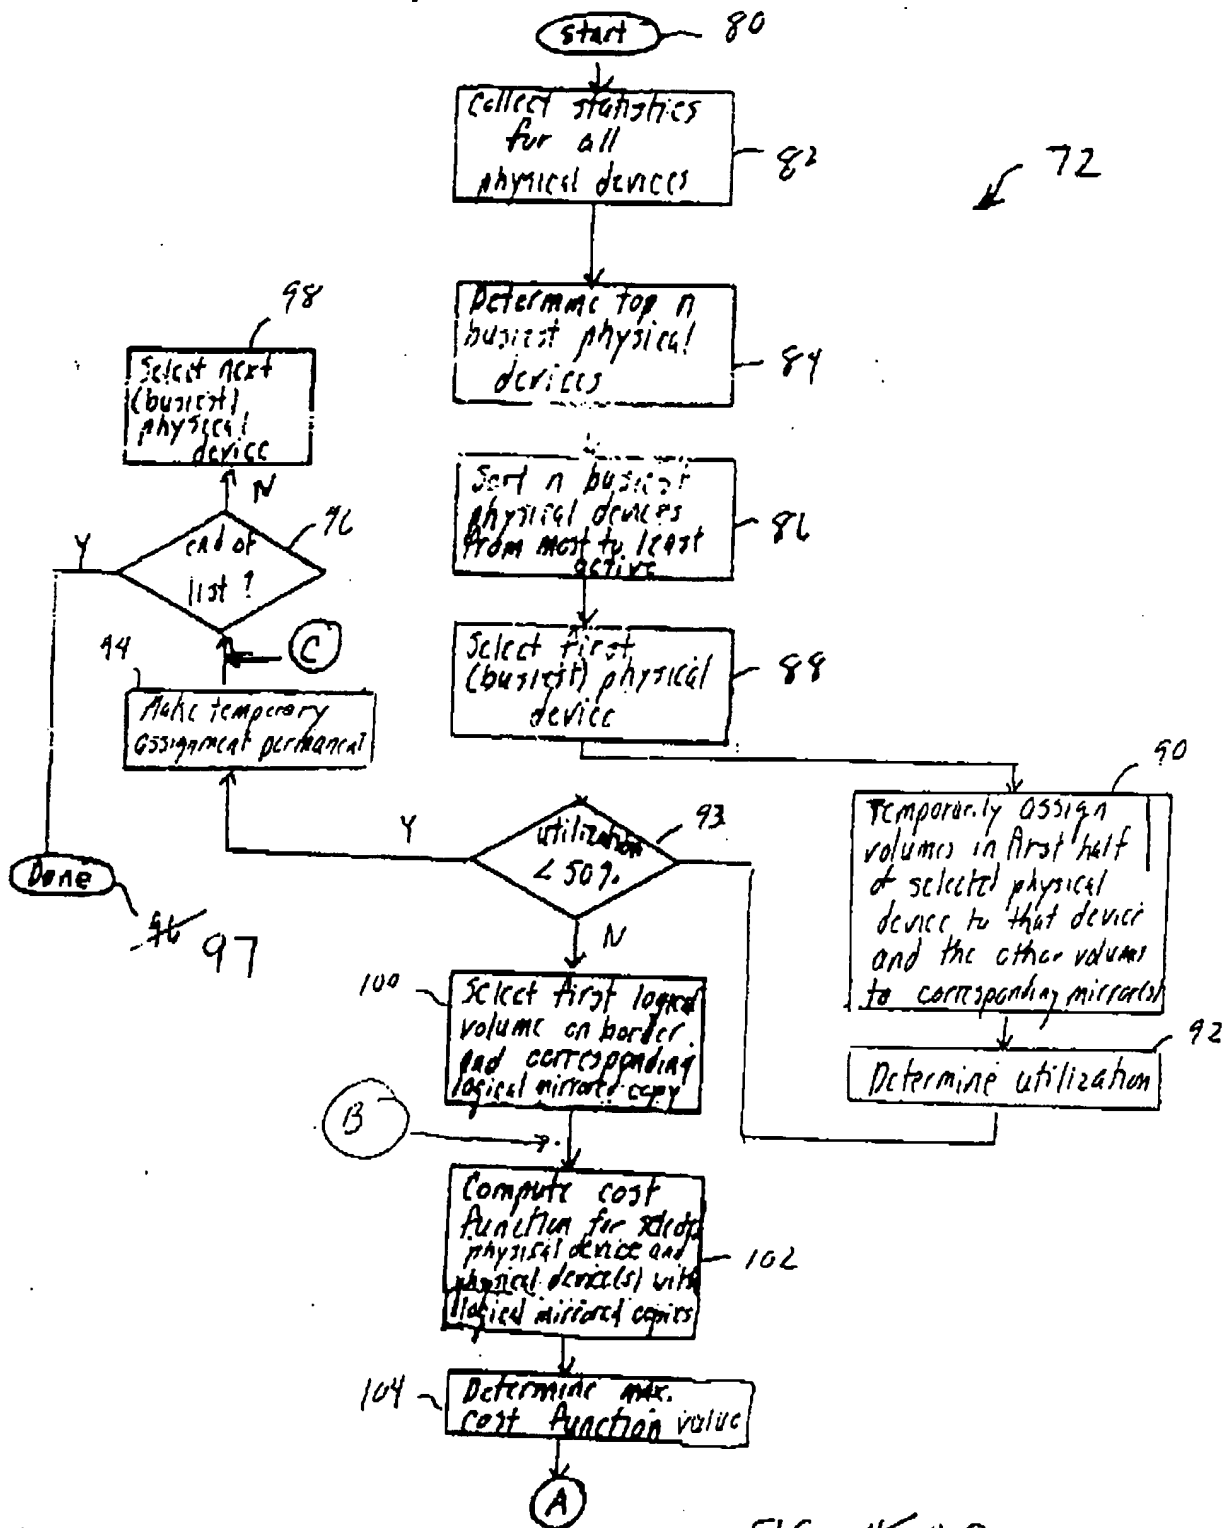 start
80
Collect statistics
for all
physical devices
82
72
Determine top n
busiest physical
devices
84
98
Select next
(busiest)
physical
device
N
Sort n busiest
physical devices
from most to least
active
86
96
end of
list?
Y
C
94
Make temporary
assignment permanent
Select first
(busiest) physical
device
88
90
Temporarily assign
volumes in first half
of selected physical
device to that device
and the other volumes
to corresponding mirror(s)
92
Determine utilization
93
utilization
< 50%
Y
N
Done
97
100
Select first logical
volume on border
and corresponding
logical mirrored copy
B
Compute cost
function for
physical device and
physical device(s) with
logical mirrored copies
102
104
Determine max.
cost function value
A
FIG.